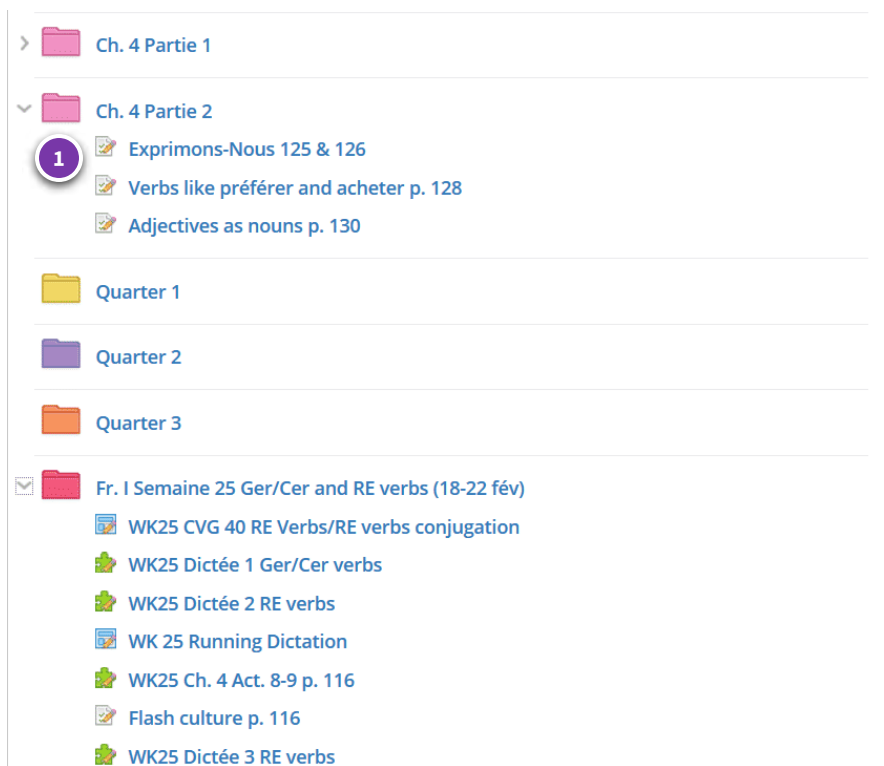 Ch. 4 Partie 1
Ch. 4 Partie 2
1
Exprimons-Nous 125 & 126
Verbs like préférer and acheter p. 128
Adjectives as nouns p. 130
Quarter 1
Quarter 2
Quarter 3
Fr. I Semaine 25 Ger/Cer and RE verbs (18-22 fév)
WK25 CVG 40 RE Verbs/RE verbs conjugation
WK25 Dictée 1 Ger/Cer verbs
WK25 Dictée 2 RE verbs
WK 25 Running Dictation
WK25 Ch. 4 Act. 8-9 p. 116
Flash culture p. 116
WK25 Dictée 3 RE verbs